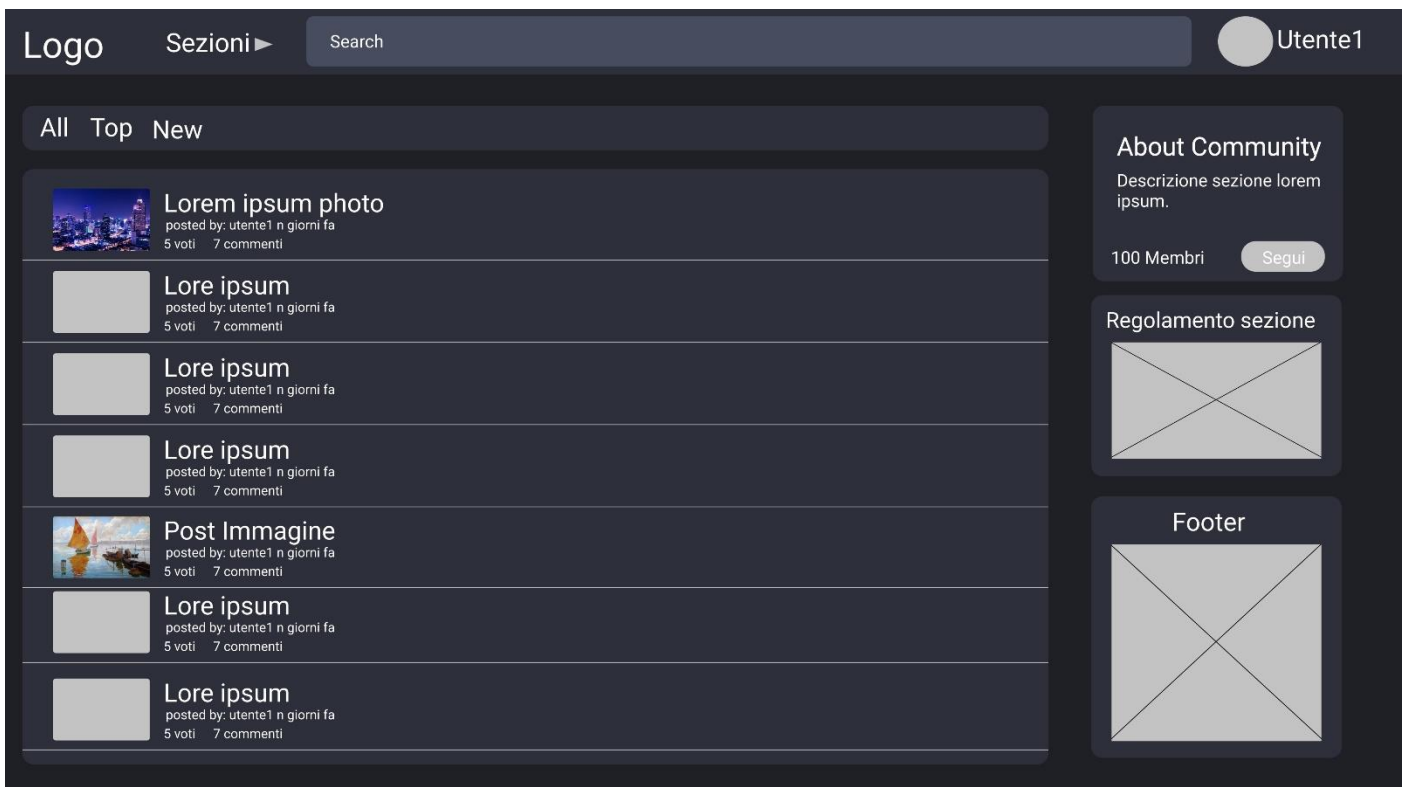 Logo
Sezioni
Search
Utente1
All Top New
Lorem ipsum photo
posted by: utente1 n giorni fa
5 voti 7 commenti
Lore ipsum
posted by: utente1 n giorni fa
5 voti 7 commenti
Lore ipsum
posted by: utente1 n giorni fa
5 voti 7 commenti
Lore ipsum
posted by: utente1 n giorni fa
5 voti 7 commenti
Post Immagine
posted by: utente1 n giorni fa
5 voti 7 commenti
Lore ipsum
posted by: utente1 n giorni fa
5 voti 7 commenti
Lore ipsum
posted by: utente1 n giorni fa
5 voti 7 commenti
About Community
Descrizione sezione lorem
ipsum.
100 Membri
Segui
Regolamento sezione
Footer